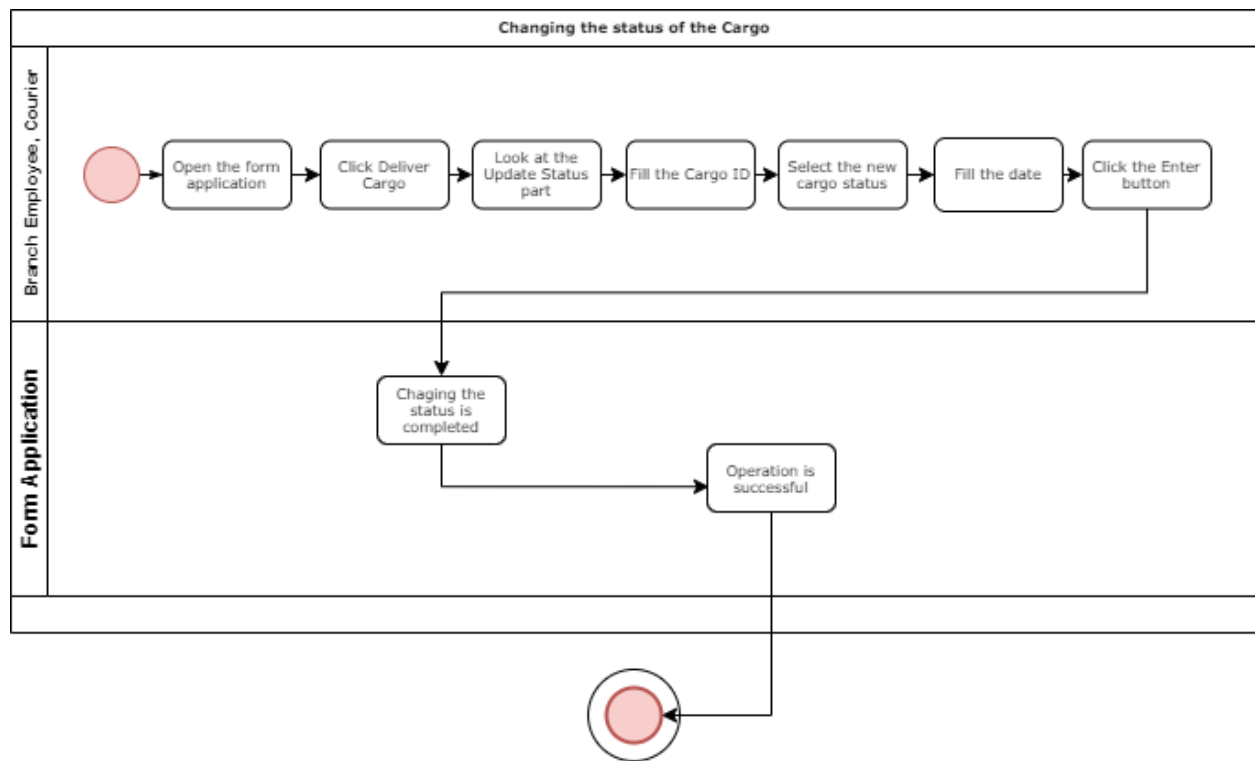 Changing the status of the Cargo
Branch Employee, Courier
Open the form
application
Click Deliver
Cargo
Look at the
Update Status
part
Fill the Cargo ID
Select the new
cargo status
Fill the date
Click the Enter
button
Form Application
Chaging the
status is
completed
Operation is
successful